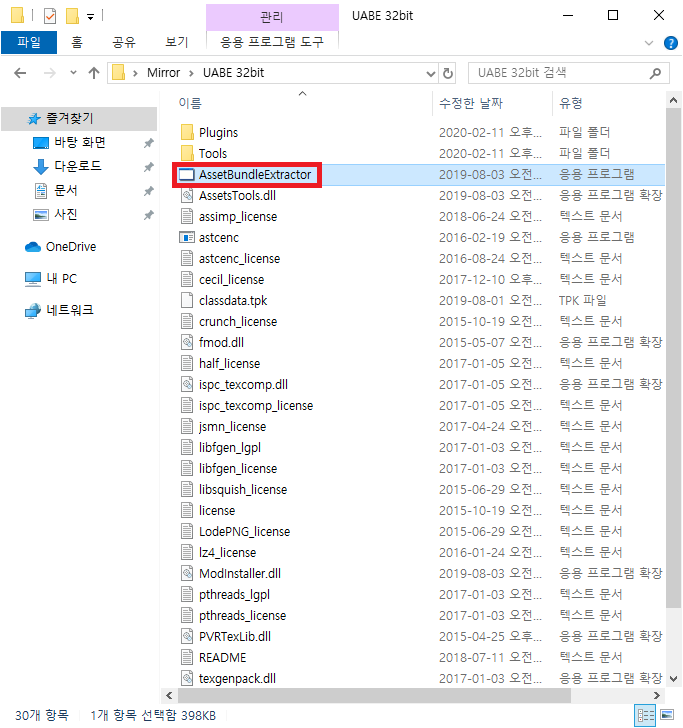 관리
UABE 32bit
파일 홈 공유 보기 응용 프로그램 도구
Mirror UABE 32bit
UABE 32bit 검색
이름 수정한 날짜 유형
즐겨찾기
바탕 화면
다운로드
문서
사진
OneDrive
내 PC
네트워크
Plugins 2020-02-11 오후... 파일 폴더
Tools 2020-02-11 오후... 파일 폴더
AssetBundleExtractor 2019-08-03 오전... 응용 프로그램
AssetsTools.dll 2019-08-03 오전... 응용 프로그램 확장
assimp_license 2018-06-24 오전... 텍스트 문서
astcenc 2016-02-19 오전... 응용 프로그램
astcenc_license 2016-08-24 오전... 텍스트 문서
cecil_license 2017-12-10 오후... 텍스트 문서
classdata.tpk 2019-08-01 오전... TPK 파일
crunch_license 2015-10-19 오전... 텍스트 문서
fmod.dll 2015-05-07 오전... 응용 프로그램 확장
half_license 2017-01-05 오전... 텍스트 문서
ispc_texcomp.dll 2017-01-05 오전... 응용 프로그램 확장
ispc_texcomp_license 2017-01-05 오전... 텍스트 문서
jsmn_license 2017-04-24 오전... 텍스트 문서
libfgen_lgpl 2017-01-03 오전... 텍스트 문서
libfgen_license 2017-01-03 오전... 텍스트 문서
libsquish_license 2015-06-29 오전... 텍스트 문서
license 2015-10-19 오전... 텍스트 문서
LodePNG_license 2015-06-29 오전... 텍스트 문서
lz4_license 2016-01-24 오전... 텍스트 문서
ModInstaller.dll 2019-08-03 오전... 응용 프로그램 확장
pthreads_lgpl 2017-01-03 오전... 텍스트 문서
pthreads_license 2017-01-03 오전... 텍스트 문서
PVRTexLib.dll 2015-04-25 오후... 응용 프로그램 확장
README 2018-07-11 오전... 텍스트 문서
texgenpack.dll 2017-01-03 오전... 응용 프로그램 확장
30개 항목 1개 항목 선택함 398KB